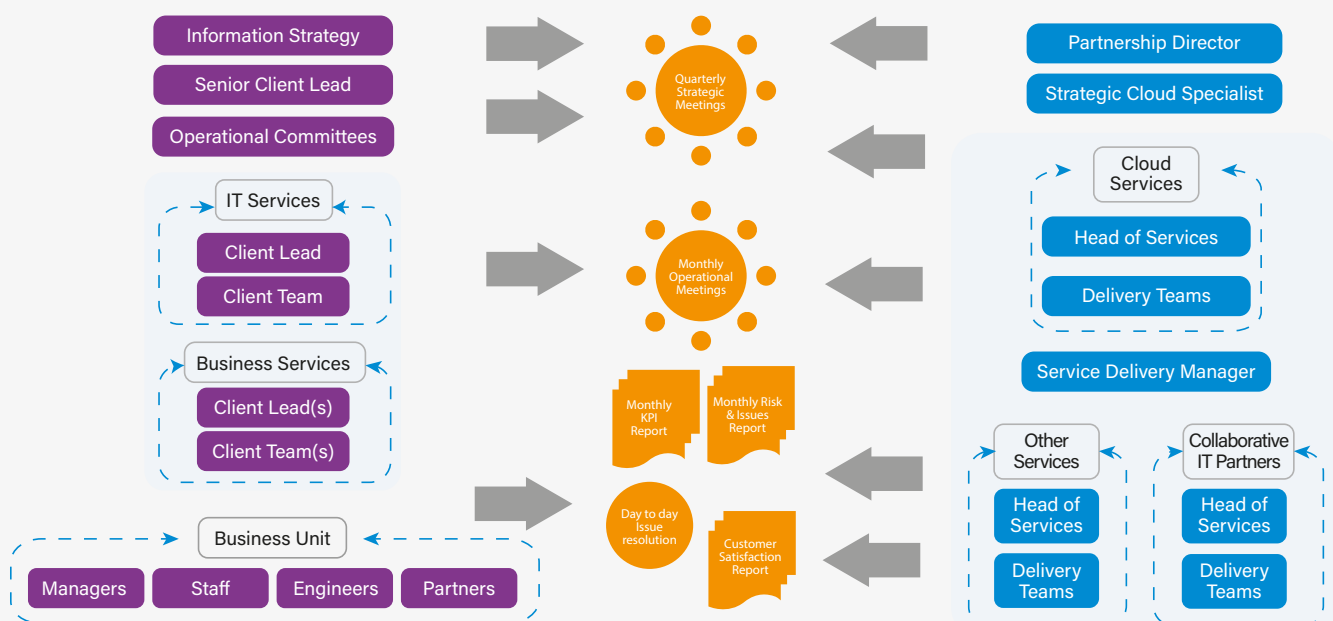 Information Strategy
Senior Client Lead
Operational Committees
IT Services
Client Lead
Client Team
Business Services
Client Lead(s)
Client Team(s)
Business Unit
Managers
Staff
Engineers
Partners
Quarterly
Strategic
Meetings
Monthly
Operational
Meetings
Monthly
KPI
Report
Monthly Risk
& Issues
Report
Day to day
Issue
resolution
Customer
Satisfaction
Report
Partnership Director
Strategic Cloud Specialist
Cloud
Services
Head of Services
Delivery Teams
Service Delivery Manager
Other
Services
Head of
Services
Delivery
Teams
Collaborative
IT Partners
Head of
Services
Delivery
Teams